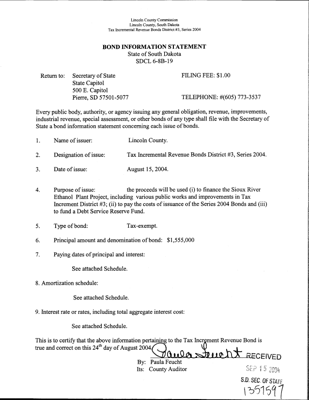 Lincoln County Commission
Lincoln County, South Dakota
Tax Incremental Revenue Bonds District #3, Series 2004
BOND INFORMATION STATEMENT
State of South Dakota
SDCL 6-8B-19
Return to: Secretary of State FILING FEE: $1.00
State Capitol
500 E. Capitol
Pierre, SD 57501-5077 TELEPHONE: #(605) 773-3537
Every public body, authority, or agency issuing any general obligation, revenue, improvements,
industrial revenue, special assessment, or other bonds of any type shall file with the Secretary of
State a bond information statement concerning each issue of bonds.
1. Name of issuer: Lincoln County.
2. Designation of issue: Tax Incremental Revenue Bonds District #3, Series 2004.
3. Date of issue: August 15, 2004.
4. Purpose of issue: the proceeds will be used (i) to finance the Sioux River
Ethanol Plant Project, including various public works and improvements in Tax
Increment District #3; (ii) to pay the costs of issuance of the Series 2004 Bonds and (iii)
to fund a Debt Service Reserve Fund.
5. Type of bond: Tax-exempt.
6. Principal amount and denomination of bond: $1,555,000
7. Paying dates of principal and interest:
See attached Schedule.
8. Amortization schedule:
See attached Schedule.
9. Interest rate or rates, including total aggregate interest cost:
See attached Schedule.
This is to certify that the above information pertaining to the Tax Increment Revenue Bond is
true and correct on this 24th day of August 2004.
Paula Feucht RECEIVED
By: Paula Feucht
Its: County Auditor SEP 15 2004
S.D. SEC. OF STATE
1351597